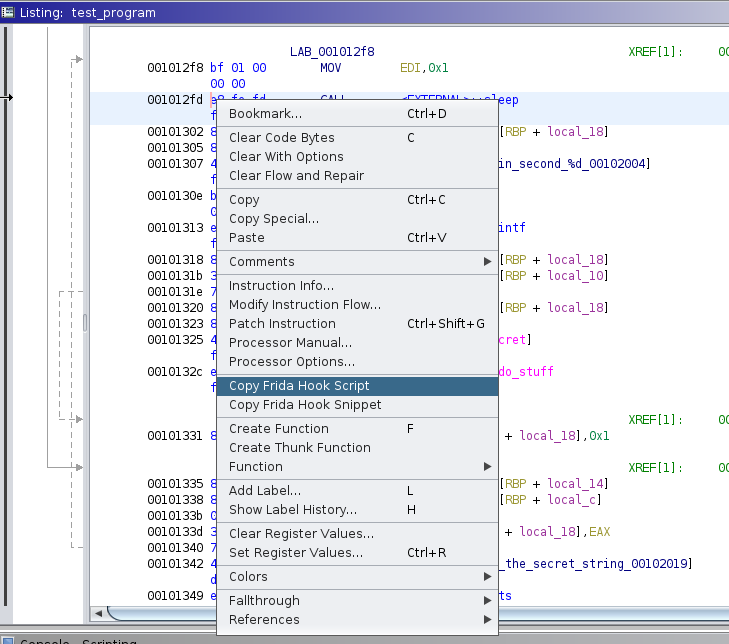 Listing: test_program
LAB_001012f8 XREF[1]: 00
001012f8 bf 01 00 MOV EDI,0x1
00 00
001012fd
Bookmark... Ctrl+D
00101302 8 [RBP + local_18]
Clear Code Bytes C
00101305 8
Clear With Options
00101307 4 in_second_%d_00102004]
Clear Flow and Repair
0010130e b
Copy Ctrl+C
0
Copy Special...
00101313 e intf
Paste Ctrl+V
00101318 8 [RBP + local_18]
Comments
0010131b 3 [RBP + local_10]
Instruction Info...
0010131e 7
Modify Instruction Flow...
00101320 8 [RBP + local_18]
Patch Instruction Ctrl+Shift+G
00101323 8
Processor Manual...
00101325 4 cret]
Processor Options...
0010132c e do_stuff
Copy Frida Hook Script
Copy Frida Hook Snippet
XREF[1]: 00
Create Function F
00101331 8 + local_18],0x1
Create Thunk Function
Function
XREF[1]: 00
00101335 8 [RBP + local_14]
Add Label... L
00101338 8 [RBP + local_c]
Show Label History... H
0010133b 0
0010133d 3 + local_18],EAX
Clear Register Values...
00101340 7
Set Register Values... Ctrl+R
00101342 4 _the_secret_string_00102019]
Colors
d
00101349 e ts
Fallthrough
References
Console - Scripting